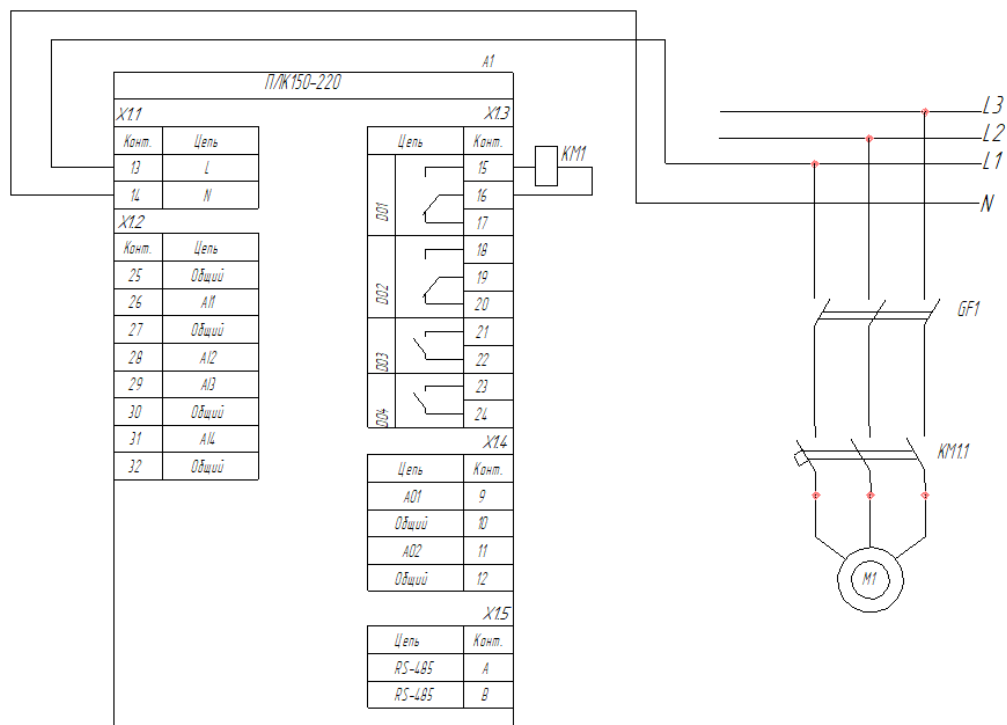 A1
ПЛК150-220
X1.1
Конт. Цепь
13 L
14 N
X1.2
Конт. Цепь
25 Общий
26 AI1
27 Общий
28 AI2
29 AI3
30 Общий
31 AI4
32 Общий
X1.3
Цепь Конт.
DO1
15
16
17
DO2
18
19
20
DO3
21
22
DO4
23
24
KM1
X1.4
Цепь Конт.
AO1 9
Общий 10
AO2 11
Общий 12
X1.5
Цепь Конт.
RS-485 A
RS-485 B
L3
L2
L1
N
GF1
KM1.1
M1